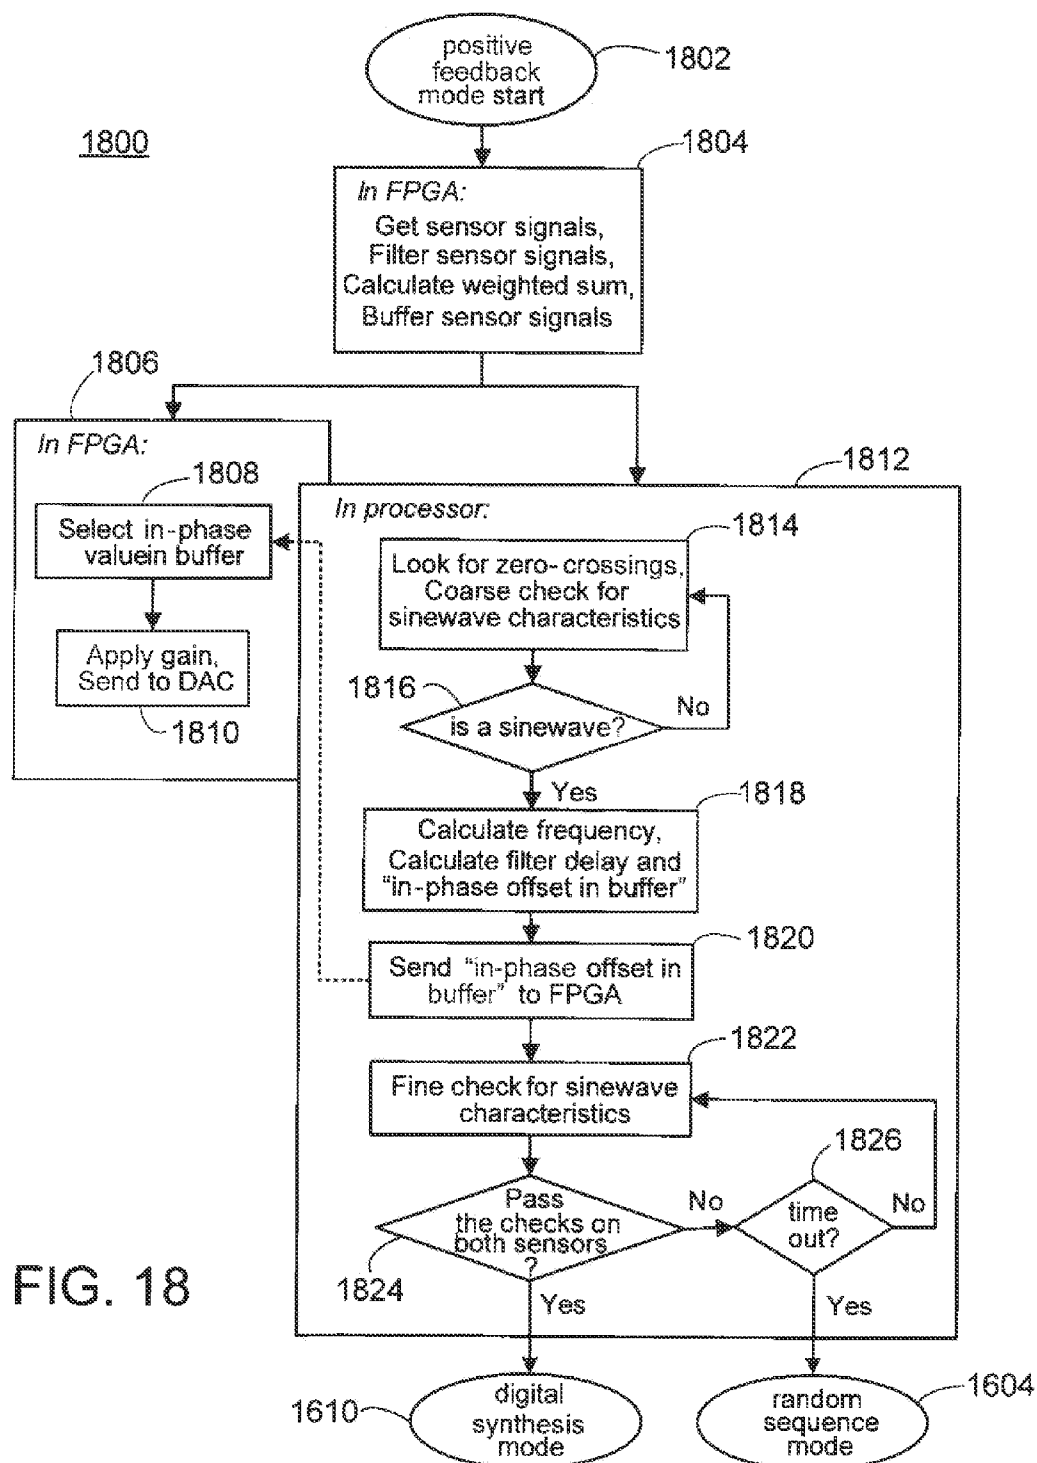 positive
feedback
mode start
1802
1800
1804
In FPGA:
Get sensor signals,
Filter sensor signals,
Calculate weighted sum,
Buffer sensor signals
1806
In FPGA:
1808
Select in-phase
valuein buffer
Apply gain,
Send to DAC
1810
1812
In processor:
1814
Look for zero-crossings,
Coarse check for
sinewave characteristics
1816
is a sinewave?
No
Yes
1818
Calculate frequency,
Calculate filter delay and
"in-phase offset in buffer"
1820
Send "in-phase offset in
buffer" to FPGA
1822
Fine check for sinewave
characteristics
1826
Pass
the checks on
both sensors
?
No
time
out?
No
1824
Yes
Yes
FIG. 18
1610
digital
synthesis
mode
random
sequence
mode
1604